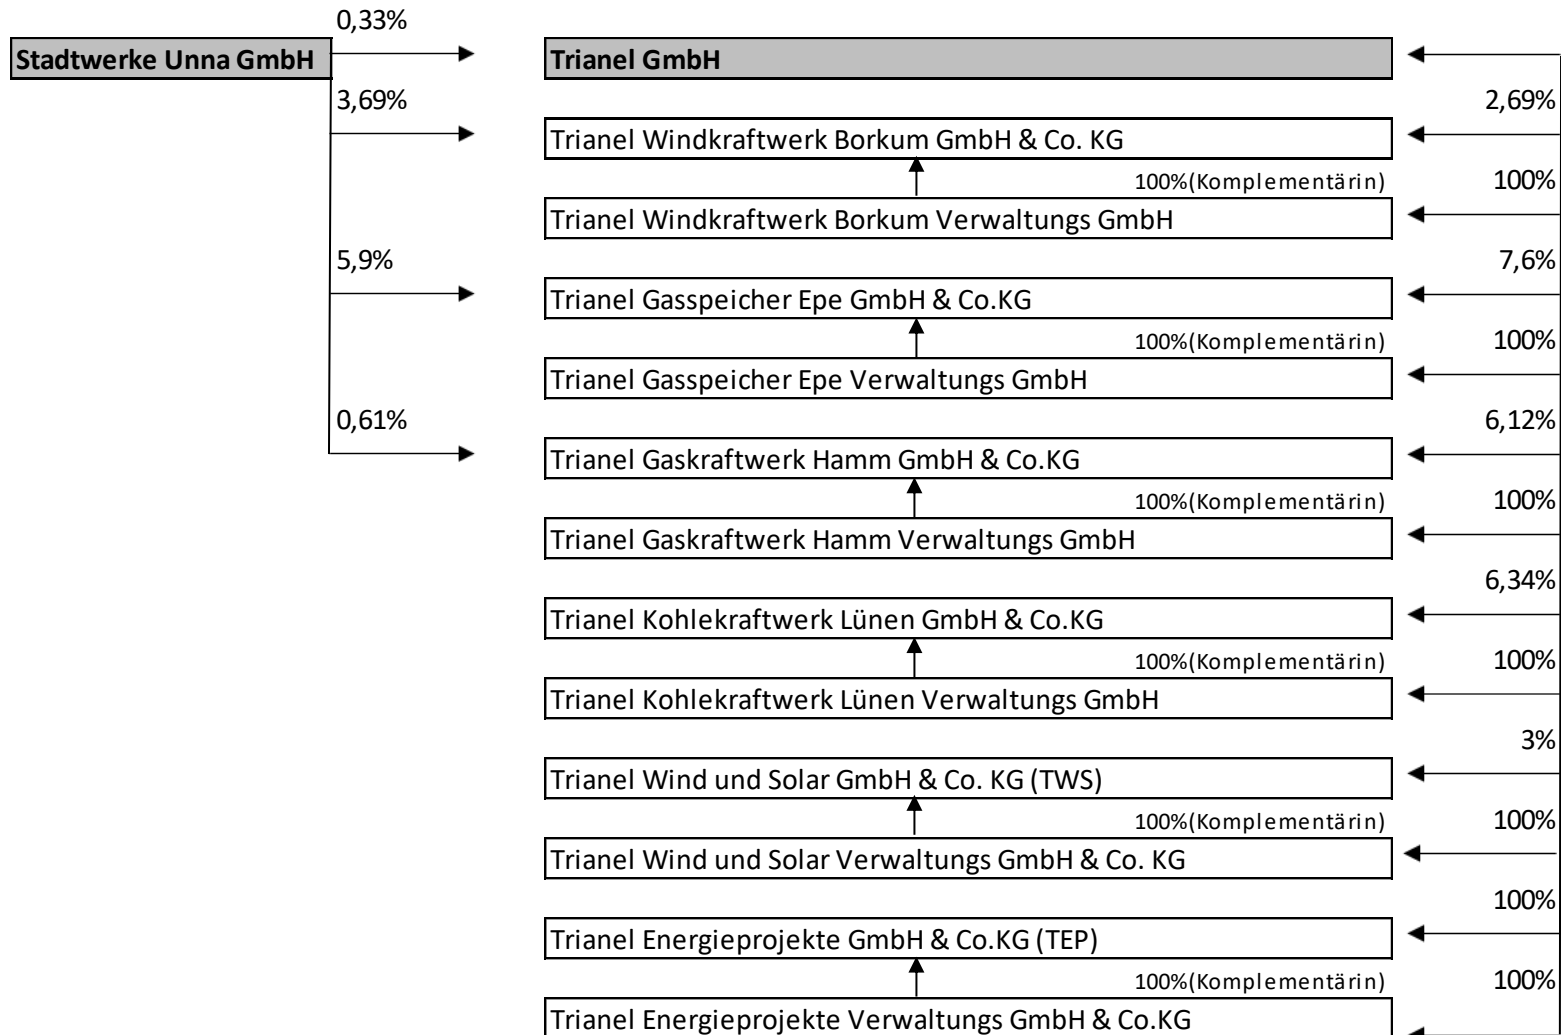 0,33%
Stadtwerke Unna GmbH
Trianel GmbH
3,69%
2,69%
Trianel Windkraftwerk Borkum GmbH & Co. KG
100%(Komplementärin)
100%
Trianel Windkraftwerk Borkum Verwaltungs GmbH
5,9%
7,6%
Trianel Gasspeicher Epe GmbH & Co.KG
100%(Komplementärin)
100%
Trianel Gasspeicher Epe Verwaltungs GmbH
0,61%
6,12%
Trianel Gaskraftwerk Hamm GmbH & Co.KG
100%(Komplementärin)
100%
Trianel Gaskraftwerk Hamm Verwaltungs GmbH
6,34%
Trianel Kohlekraftwerk Lünen GmbH & Co.KG
100%(Komplementärin)
100%
Trianel Kohlekraftwerk Lünen Verwaltungs GmbH
3%
Trianel Wind und Solar GmbH & Co. KG (TWS)
100%(Komplementärin)
100%
Trianel Wind und Solar Verwaltungs GmbH & Co. KG
100%
Trianel Energieprojekte GmbH & Co.KG (TEP)
100%(Komplementärin)
100%
Trianel Energieprojekte Verwaltungs GmbH & Co.KG